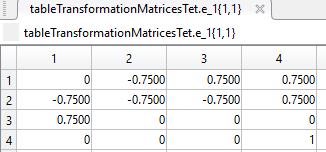 tableTransformationMatricesTet.e_1{1,1}
tableTransformationMatricesTet.e_1{1,1}
1 2 3 4
1 0 -0.7500 0.7500 0.7500
2 -0.7500 -0.7500 -0.7500 0.7500
3 0.7500 0 0 0
4 0 0 0 1